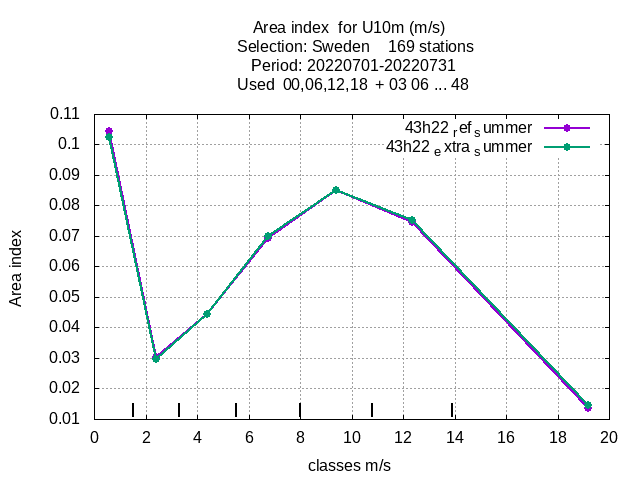 Area index  for U10m (m/s)
Selection: Sweden    169 stations
Period: 20220701-20220731
Used  00,06,12,18  + 03 06 ... 48
43h22 ref summer
43h22 extra summer
0.11
0.1
0.09
0.08
0.07
0.06
0.05
0.04
0.03
0.02
0.01
Area index
0 2 4 6 8 10 12 14 16 18 20
classes m/s